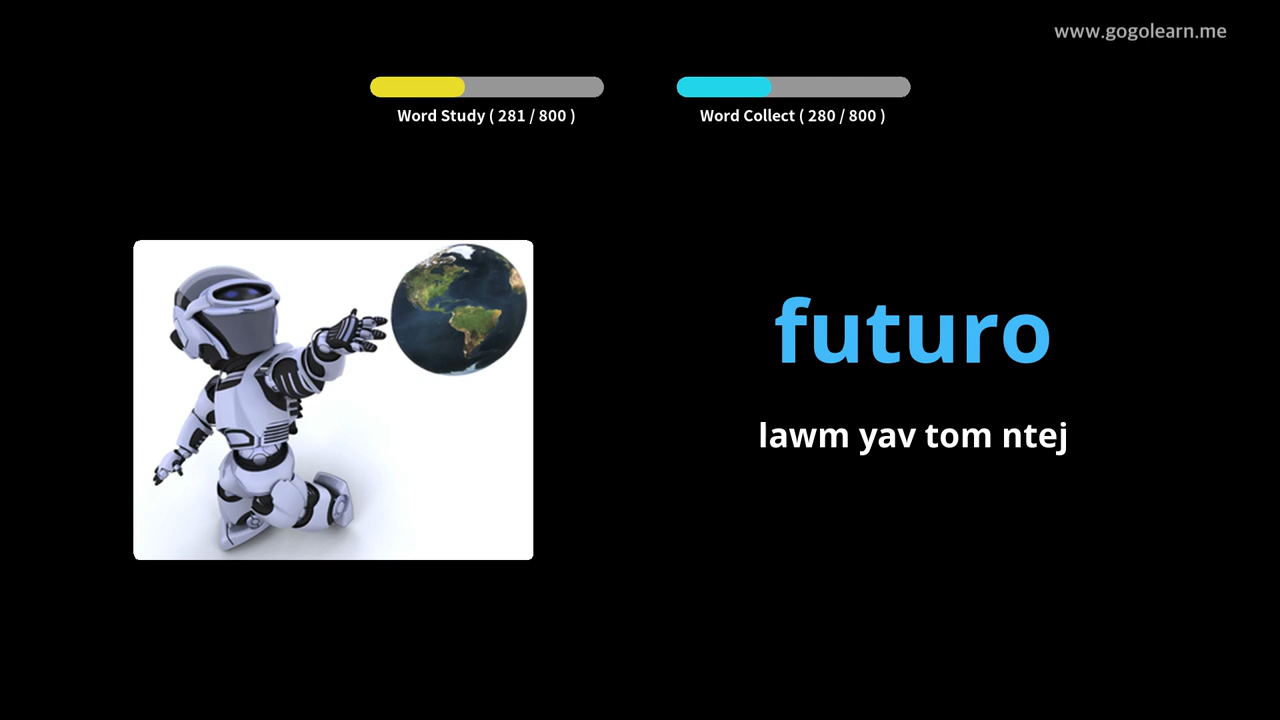 www.gogolearn.me
Word Study ( 281 / 800 )
Word Collect ( 280 / 800 )
futuro
lawm yav tom ntej